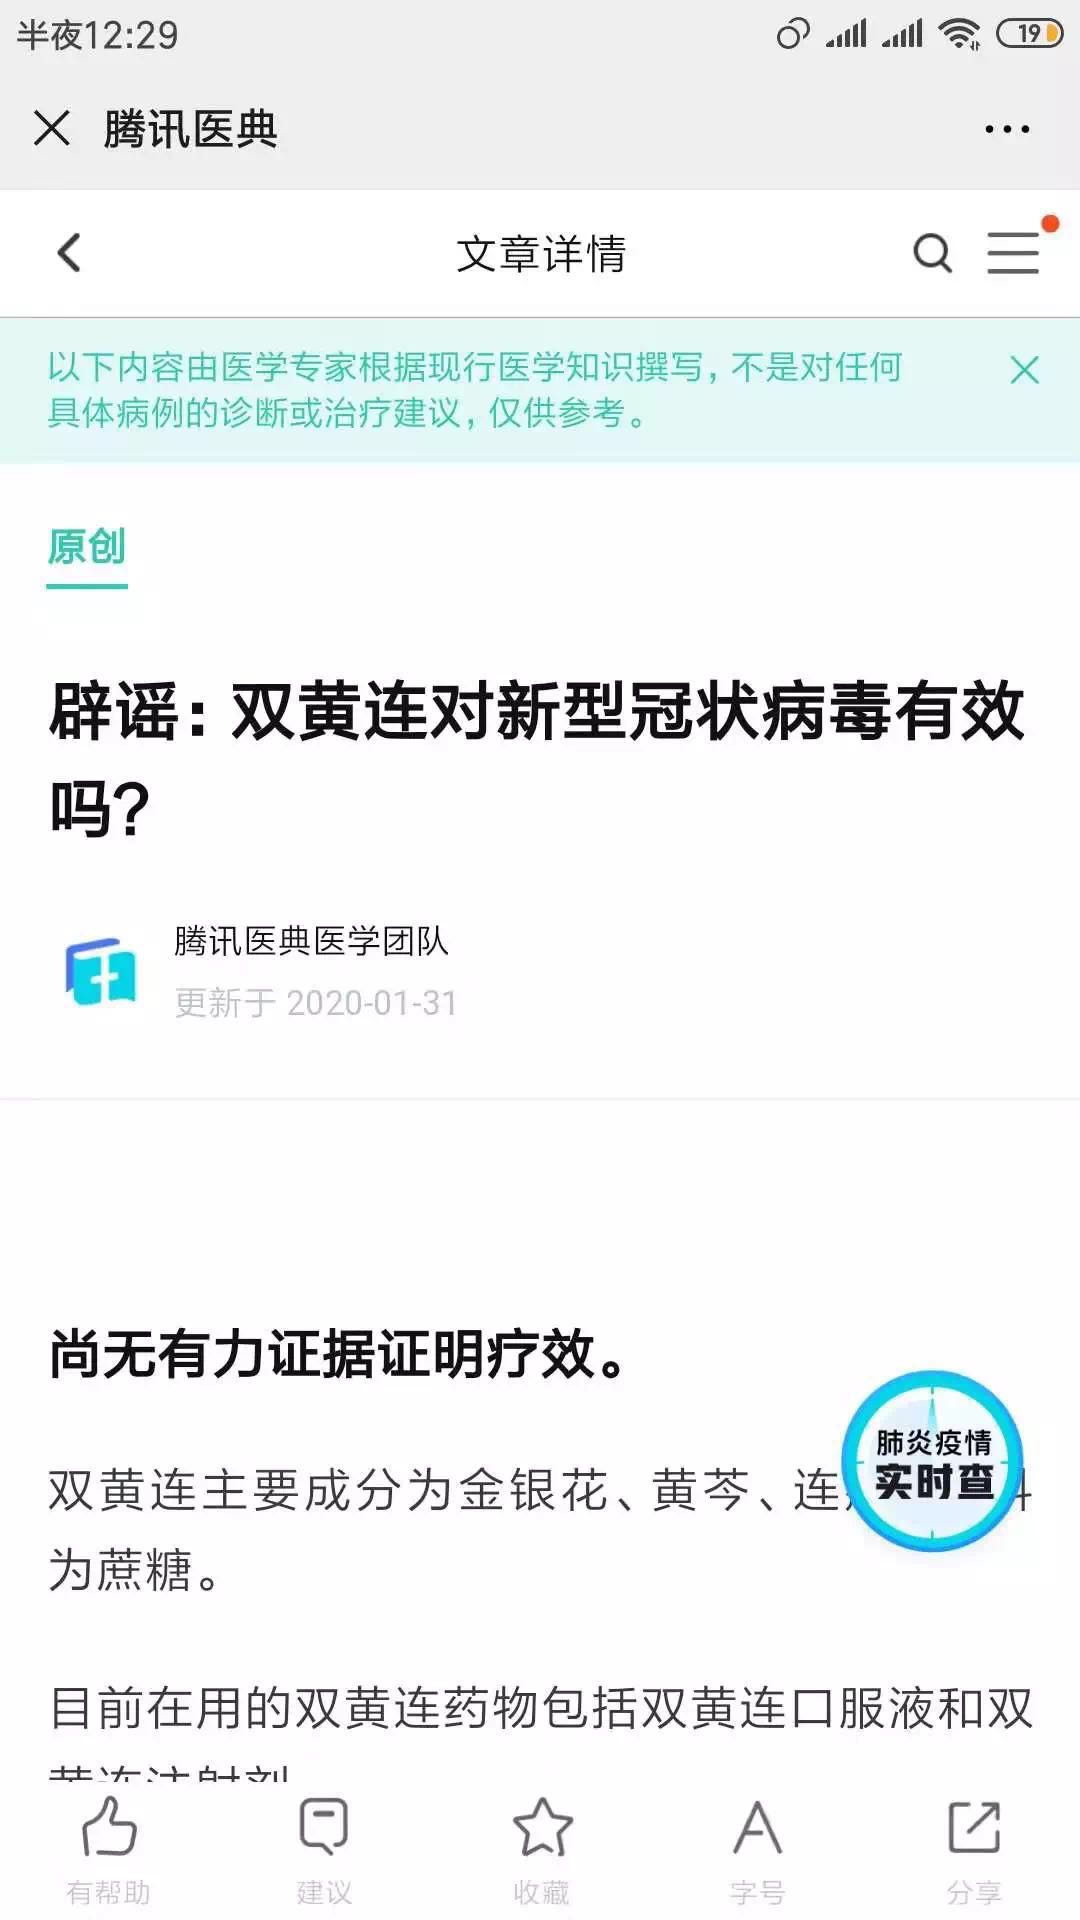 半夜12:29
19
腾讯医典
文章详情
以下内容由医学专家根据现行医学知识撰写，不是对任何
具体病例的诊断或治疗建议，仅供参考。
原创
辟谣：双黄连对新型冠状病毒有效
吗？
腾讯医典医学团队
更新于 2020-01-31
尚无有力证据证明疗效。
肺炎疫情
实时查
双黄连主要成分为金银花、黄芩、连
为蔗糖。
目前在用的双黄连药物包括双黄连口服液和双
黄连注射剂
有帮助
建议
收藏
字号
分享